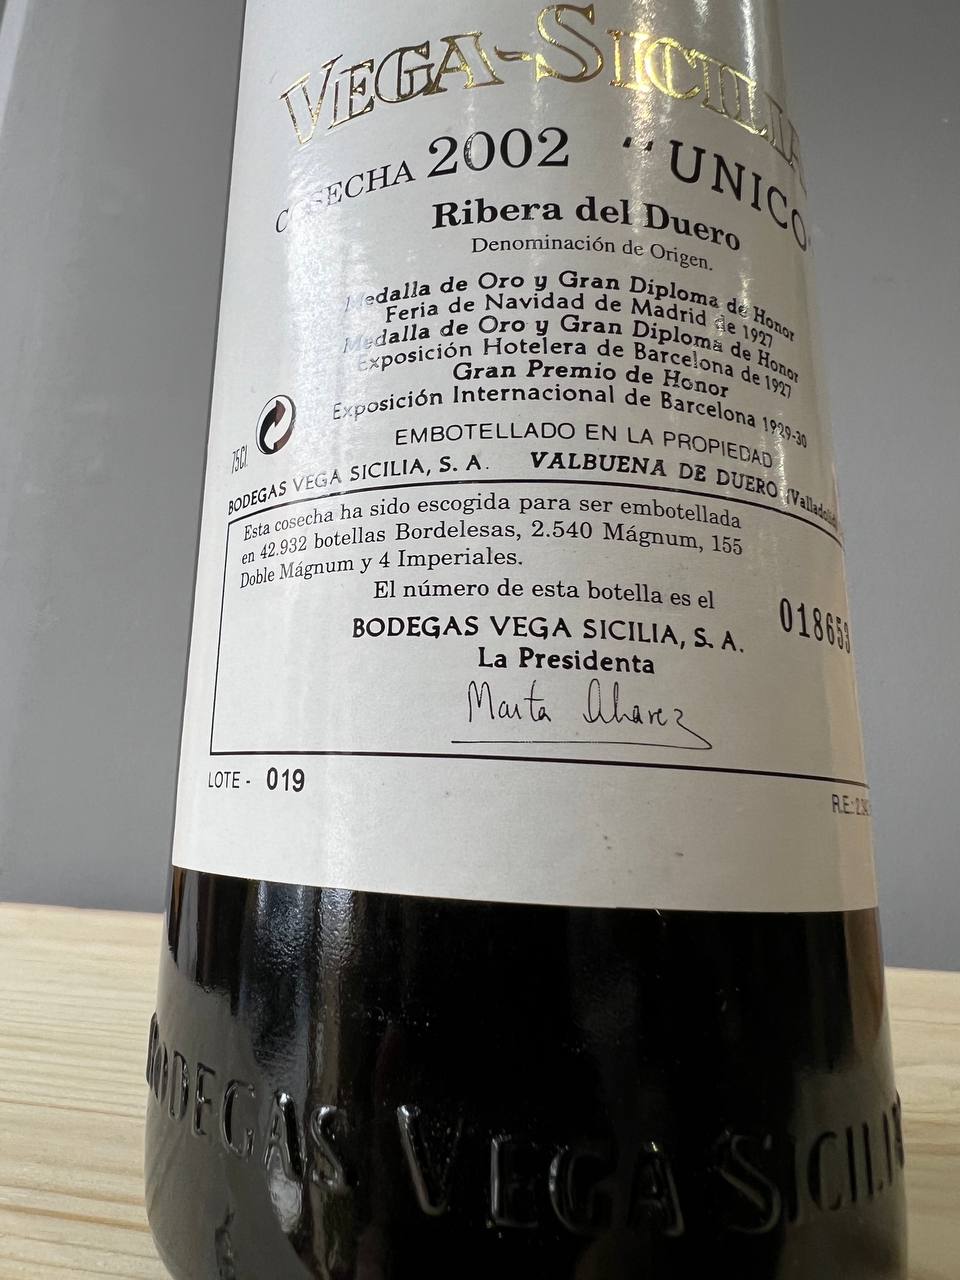 VEGA-SICILIA
COSECHA 2002 "UNICO"
Ribera del Duero
Denominación de Origen.
Medalla de Oro y Gran Diploma de Honor
Feria de Navidad de Madrid de 1927
Medalla de Oro y Gran Diploma de Honor
Exposición Hotelera de Barcelona de 1927
Gran Premio de Honor
Exposición Internacional de Barcelona 1929-30
EMBOTELLADO EN LA PROPIEDAD
75Cl.
BODEGAS VEGA SICILIA, S. A. VALBUENA DE DUERO (Valladolid)
Esta cosecha ha sido escogida para ser embotellada
en 42.932 botellas Bordelesas, 2.540 Mágnum, 155
Doble Mágnum y 4 Imperiales.
El número de esta botella es el 018653
BODEGAS VEGA SICILIA, S. A.
La Presidenta
Marta Alvarez
LOTE - 019
R.E.:
BODEGAS VEGA SICILIA